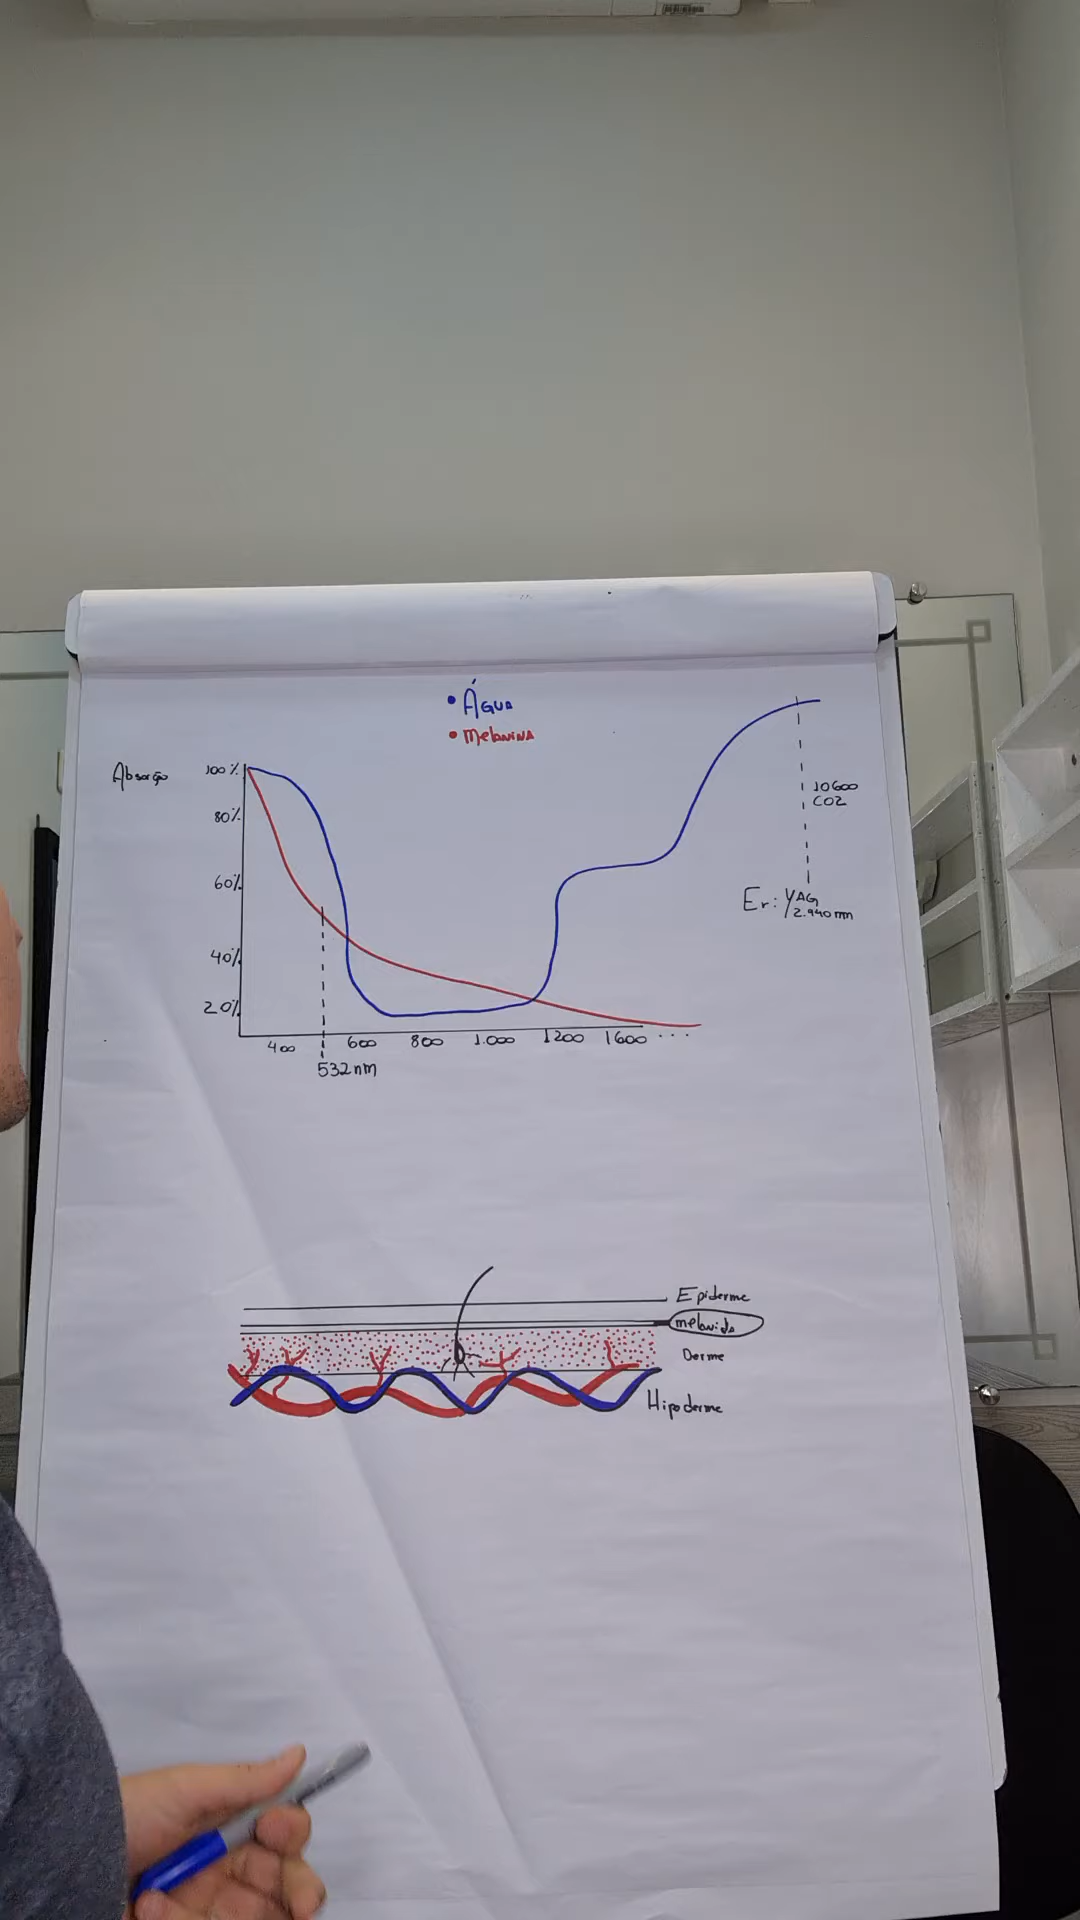 • Água
• Melanina
Absorção
100%
80%
60%
40%
20%
400 600 800 1.000 1200 1600 ...
532nm
10600
CO2
Er: YAG
2.940 nm
Epiderme
Derme
Hipoderme